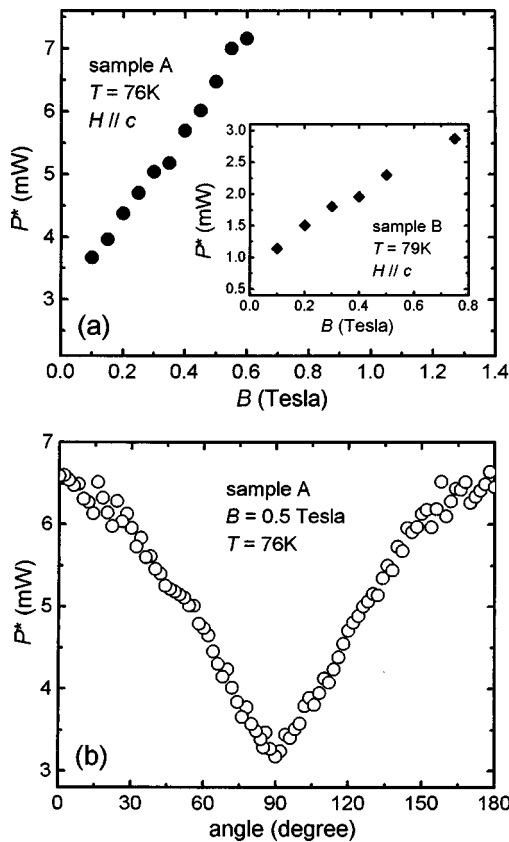 7
6
5
4
3
P* (mW)
sample A
T = 76K
H // c
(a)
0.0 0.2 0.4 0.6 0.8 1.0 1.2 1.4
B (Tesla)
3.0
2.5
2.0
1.5
1.0
0.5
P* (mW)
sample B
T = 79K
H // c
0.0 0.2 0.4 0.6 0.8
B (Tesla)
7
6
5
4
3
P* (mW)
sample A
B = 0.5 Tesla
T = 76K
(b)
0 30 60 90 120 150 180
angle (degree)